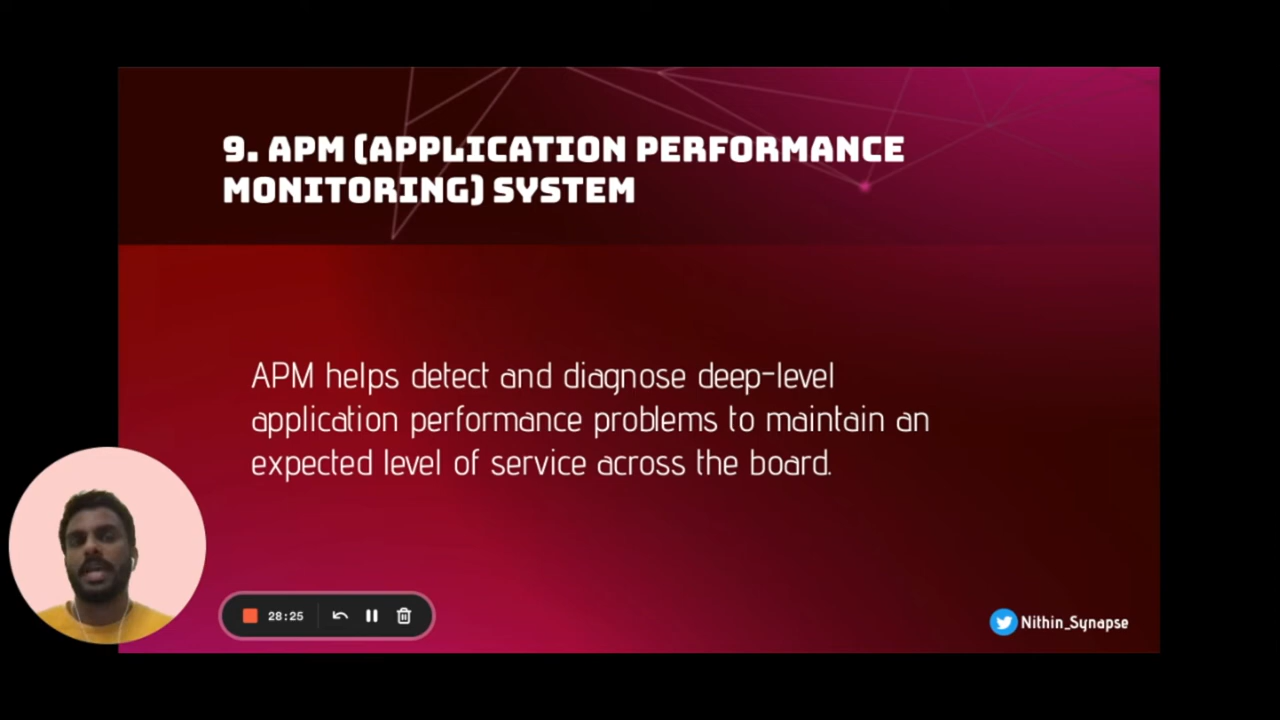 9. APM (APPLICATION PERFORMANCE
MONITORING) SYSTEM
APM helps detect and diagnose deep-level
application performance problems to maintain an
expected level of service across the board.
28:25
Nithin_Synapse